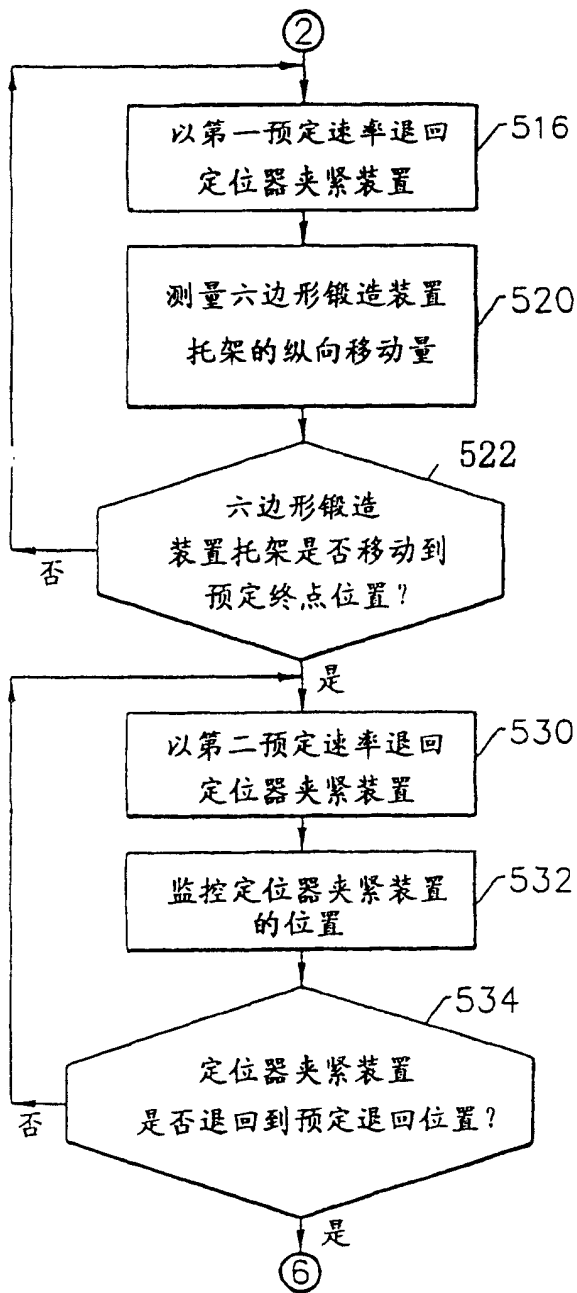 ②
以第一预定速率退回
定位器夹紧装置
516
测量六边形锻造装置
托架的纵向移动量
520
522
六边形锻造
装置托架是否移动到
预定终点位置?
否
是
以第二预定速率退回
定位器夹紧装置
530
监控定位器夹紧装置
的位置
532
534
定位器夹紧装置
是否退回到预定退回位置?
否
是
⑥